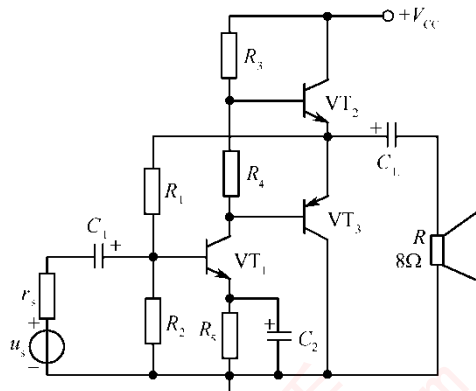 +V_CC
R_3
VT_2
+
C_L
R_1
R_4
C_1
+
VT_3
R
8Ω
VT_1
r_s
+
u_s
−
R_2
R_5
+
C_2